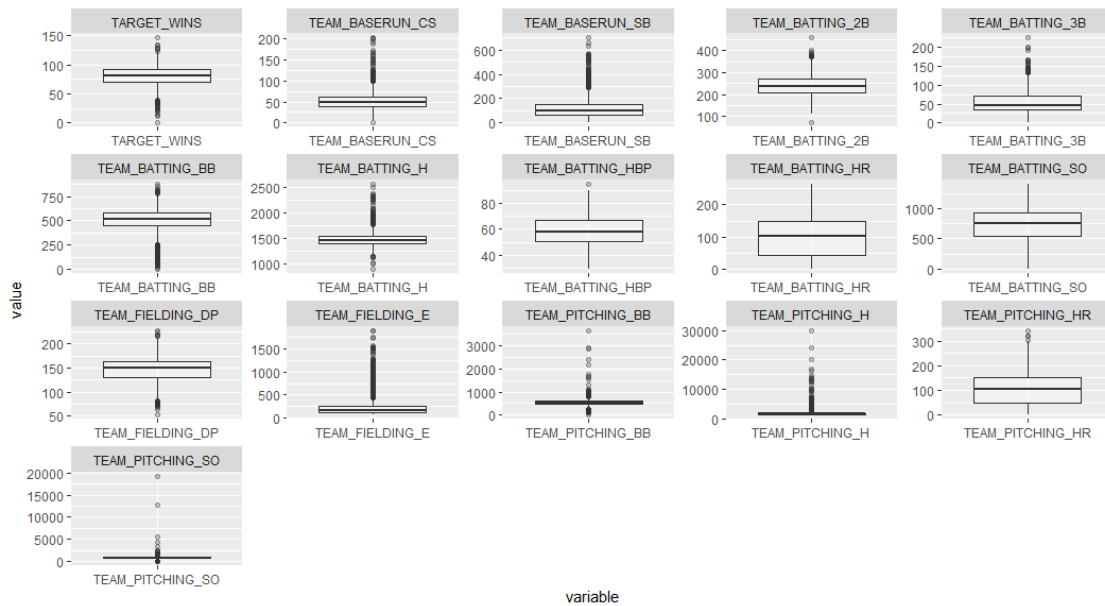 TARGET_WINS
TEAM_BASERUN_CS
TEAM_BASERUN_SB
TEAM_BATTING_2B
TEAM_BATTING_3B
150
100
50
0
200
150
100
50
0
600
400
200
0
400
300
200
100
200
150
100
50
0
TARGET_WINS
TEAM_BASERUN_CS
TEAM_BASERUN_SB
TEAM_BATTING_2B
TEAM_BATTING_3B
TEAM_BATTING_BB
TEAM_BATTING_H
TEAM_BATTING_HBP
TEAM_BATTING_HR
TEAM_BATTING_SO
750
500
250
0
2500
2000
1500
1000
80
60
40
200
100
0
1000
500
0
TEAM_BATTING_BB
TEAM_BATTING_H
TEAM_BATTING_HBP
TEAM_BATTING_HR
TEAM_BATTING_SO
value
TEAM_FIELDING_DP
TEAM_FIELDING_E
TEAM_PITCHING_BB
TEAM_PITCHING_H
TEAM_PITCHING_HR
200
150
100
50
1500
1000
500
0
3000
2000
1000
0
30000
20000
10000
0
300
200
100
0
TEAM_FIELDING_DP
TEAM_FIELDING_E
TEAM_PITCHING_BB
TEAM_PITCHING_H
TEAM_PITCHING_HR
TEAM_PITCHING_SO
20000
15000
10000
5000
0
TEAM_PITCHING_SO
variable